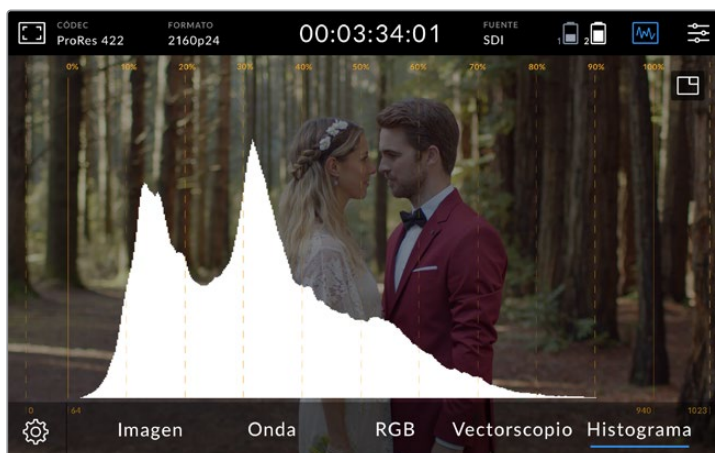 CÓDEC
ProRes 422
FORMATO
2160p24
00:03:34:01
FUENTE
SDI
1 2
0% 10% 20% 30% 40% 50% 60% 70% 80% 90% 100%
0 64 940 1023
Imagen Onda RGB Vectorscopio Histograma